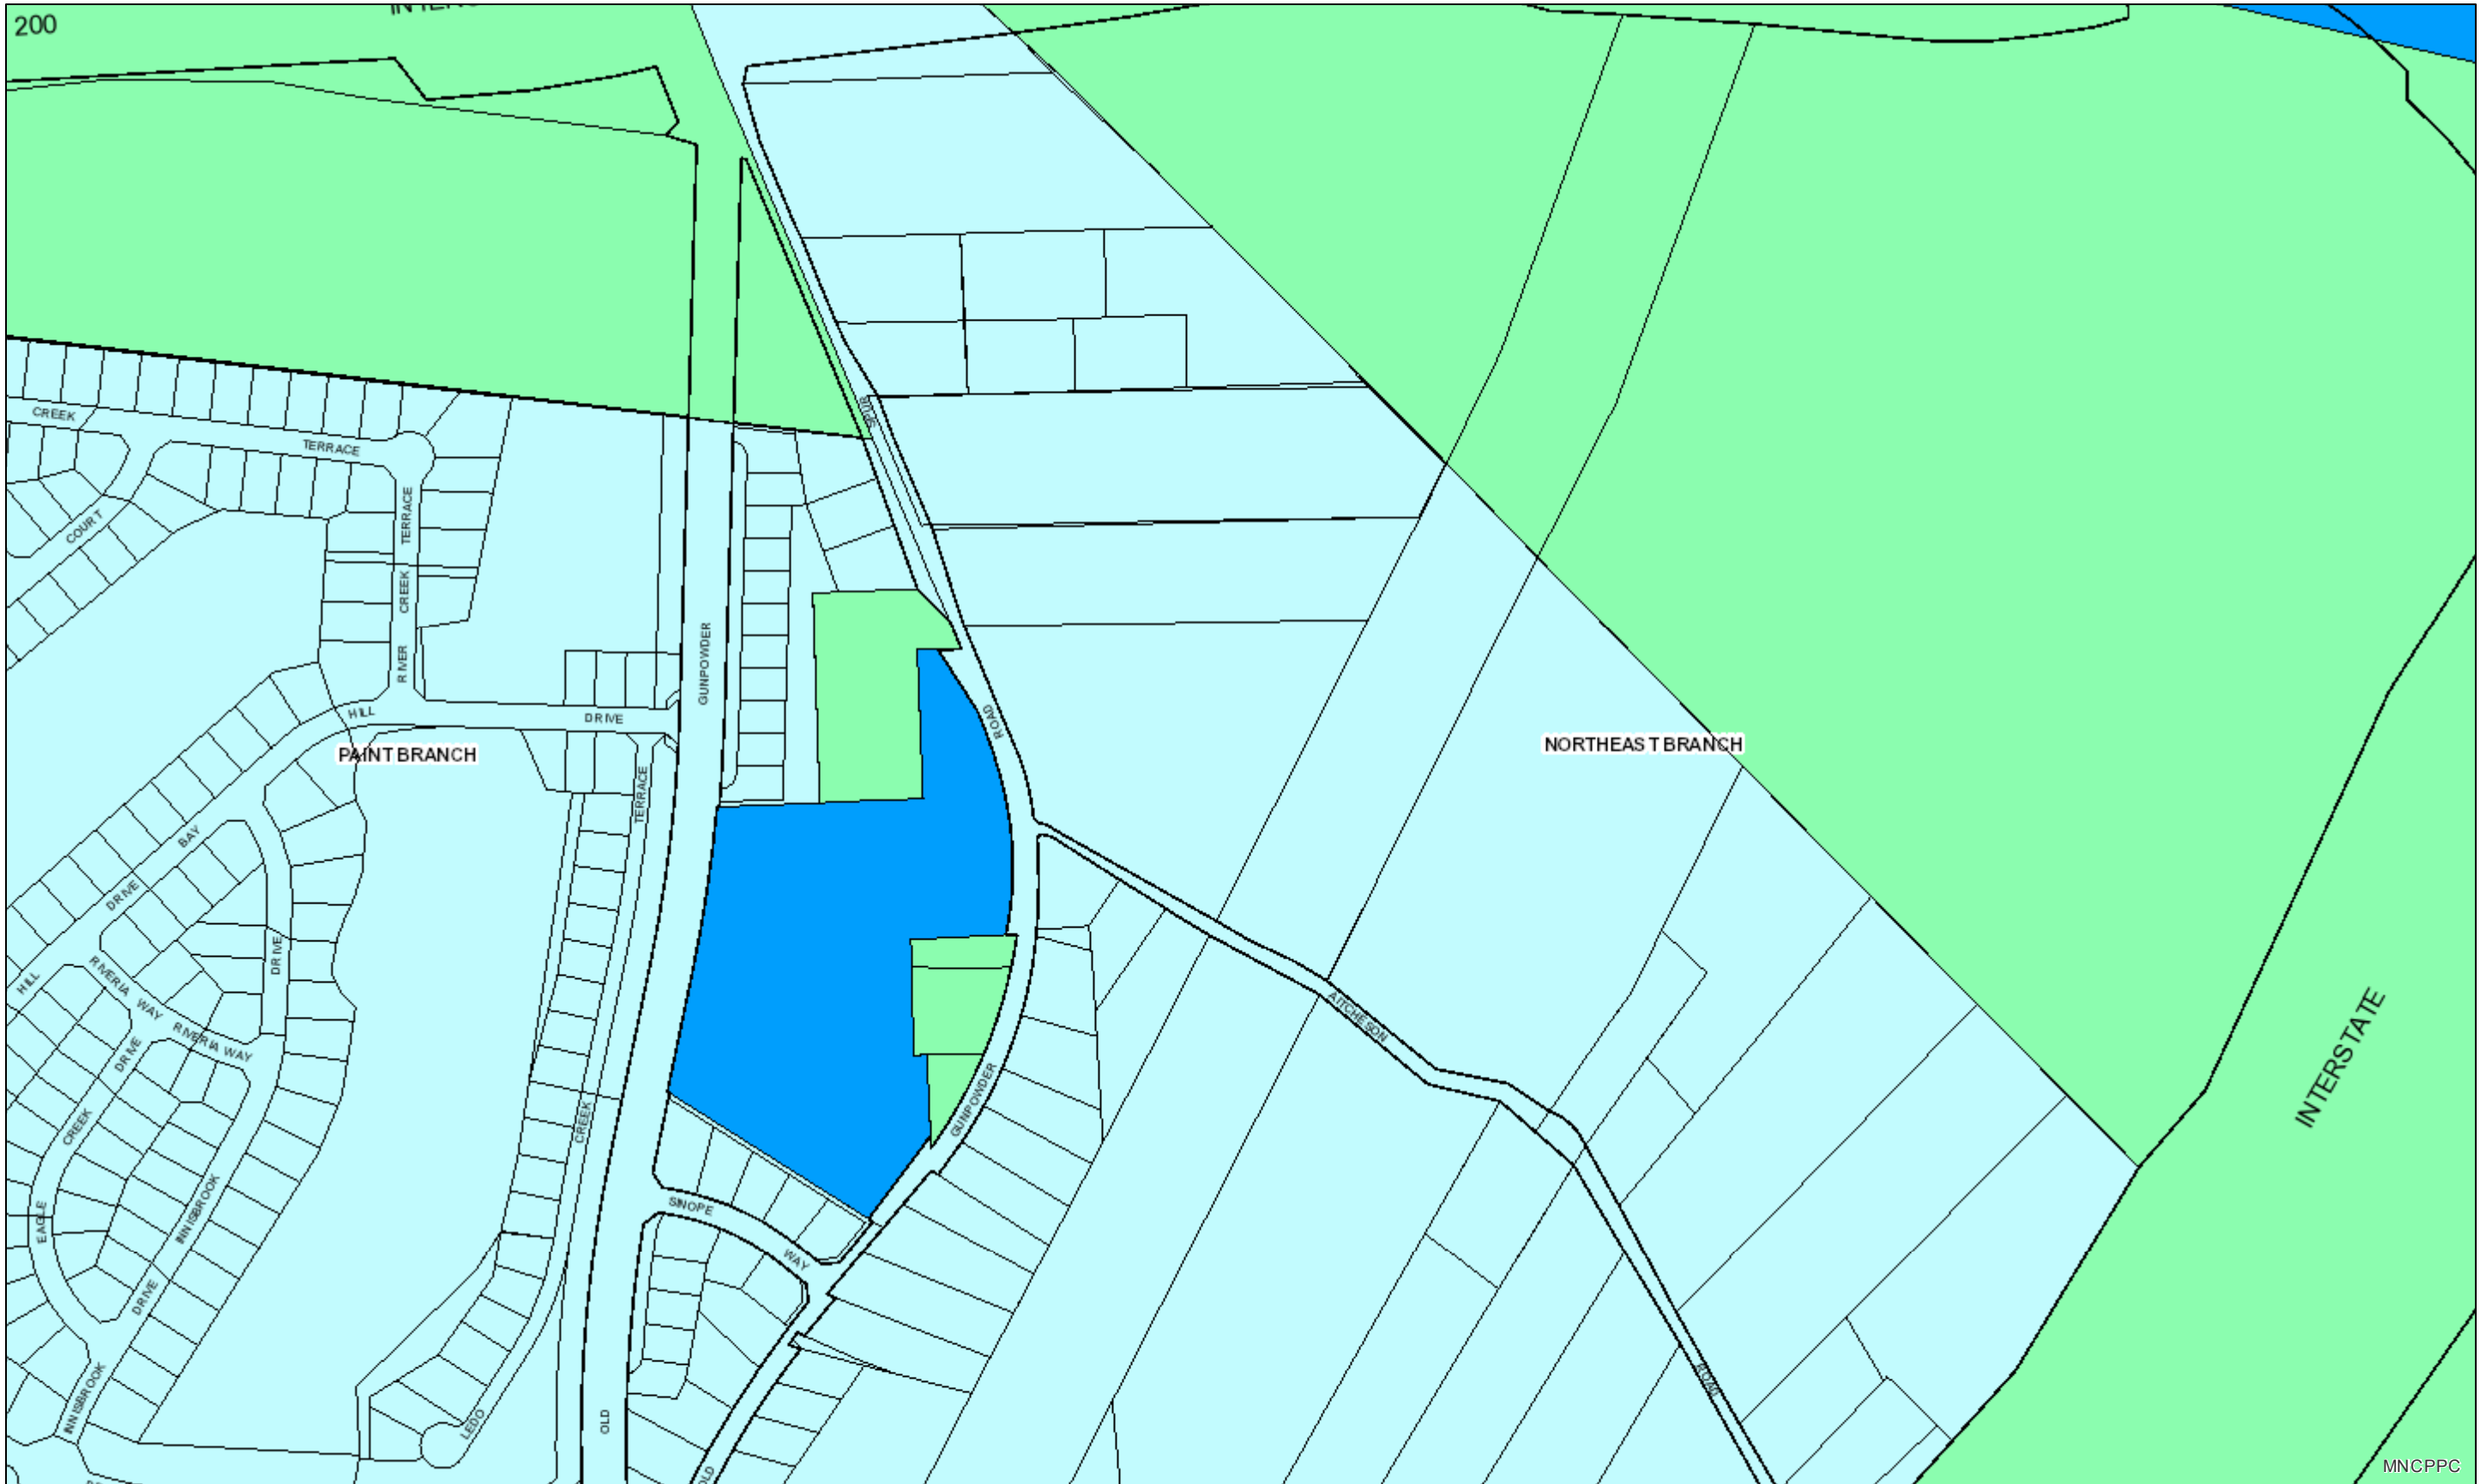 200
CREEK
TERRACE
SPUR
TERRACE
COURT
CREEK
RIVER
GUNPOWDER
HILL
DRIVE
ROAD
NORTHEAST BRANCH
PAINT BRANCH
TERRACE
BAY
DRIVE
DRIVE
HILL
RIVERIA WAY
RIVERIA WAY
AITCHESON
DRIVE
INTERSTATE
CREEK
CREEK
GUNPOWDER
INNISBROOK
SINOPE
EAGLE
WAY
DRIVE
ROAD
INNISBROOK
LEDO
OLD
OLD
MNCPPC